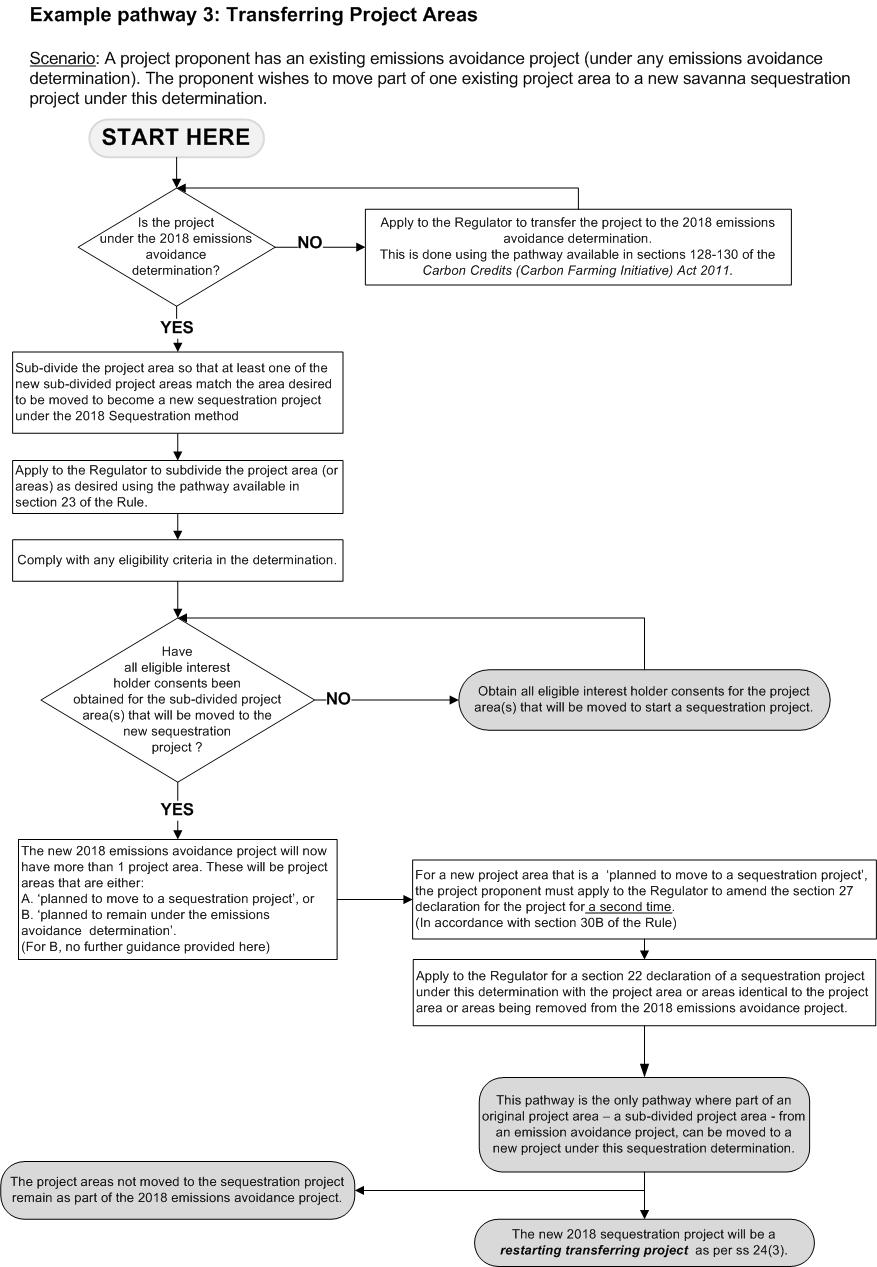 Example pathway 3: Transferring Project Areas
Scenario: A project proponent has an existing emissions avoidance project (under any emissions avoidance
determination). The proponent wishes to move part of one existing project area to a new savanna sequestration
project under this determination.
START HERE
Is the project
under the 2018 emissions
avoidance
determination?
NO
Apply to the Regulator to transfer the project to the 2018 emissions
avoidance determination.
This is done using the pathway available in sections 128-130 of the
Carbon Credits (Carbon Farming Initiative) Act 2011.
YES
Sub-divide the project area so that at least one of the
new sub-divided project areas match the area desired
to be moved to become a new sequestration project
under the 2018 Sequestration method
Apply to the Regulator to subdivide the project area (or
areas) as desired using the pathway available in
section 23 of the Rule.
Comply with any eligibility criteria in the determination.
Have
all eligible interest
holder consents been
obtained for the sub-divided project
area(s) that will be moved to the
new sequestration
project ?
NO
Obtain all eligible interest holder consents for the project
area(s) that will be moved to start a sequestration project.
YES
The new 2018 emissions avoidance project will now
have more than 1 project area. These will be project
areas that are either:
A. ‘planned to move to a sequestration project’, or
B. ‘planned to remain under the emissions
avoidance determination’.
(For B, no further guidance provided here)
For a new project area that is a ‘planned to move to a sequestration project’,
the project proponent must apply to the Regulator to amend the section 27
declaration for the project for a second time.
(In accordance with section 30B of the Rule)
Apply to the Regulator for a section 22 declaration of a sequestration project
under this determination with the project area or areas identical to the project
area or areas being removed from the 2018 emissions avoidance project.
This pathway is the only pathway where part of an
original project area – a sub-divided project area - from
an emission avoidance project, can be moved to a
new project under this sequestration determination.
The project areas not moved to the sequestration project
remain as part of the 2018 emissions avoidance project.
The new 2018 sequestration project will be a
restarting transferring project as per ss 24(3).